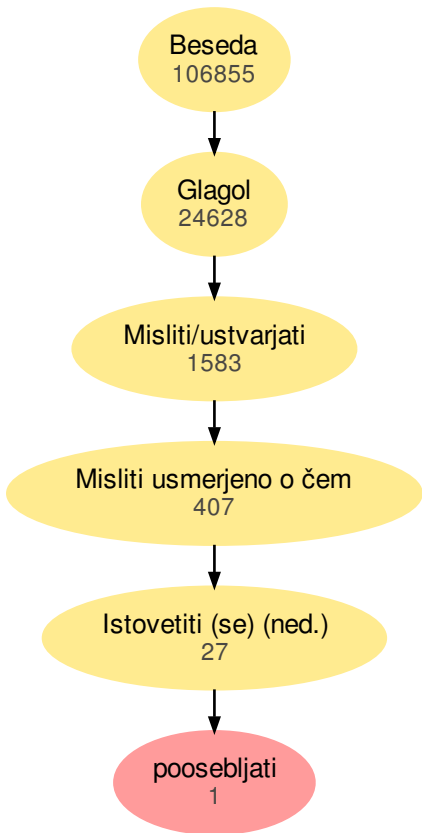 Beseda
106855
Glagol
24628
Misliti/ustvarjati
1583
Misliti usmerjeno o čem
407
Istovetiti (se) (ned.)
27
poosebljati
1